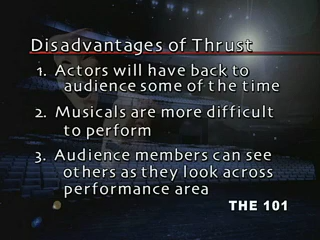 Disadvantages of Thrust
1. Actors will have back to
audience some of the time
2. Musicals are more difficult
to perform
3. Audience members can see
others as they look across
performance area
THE 101